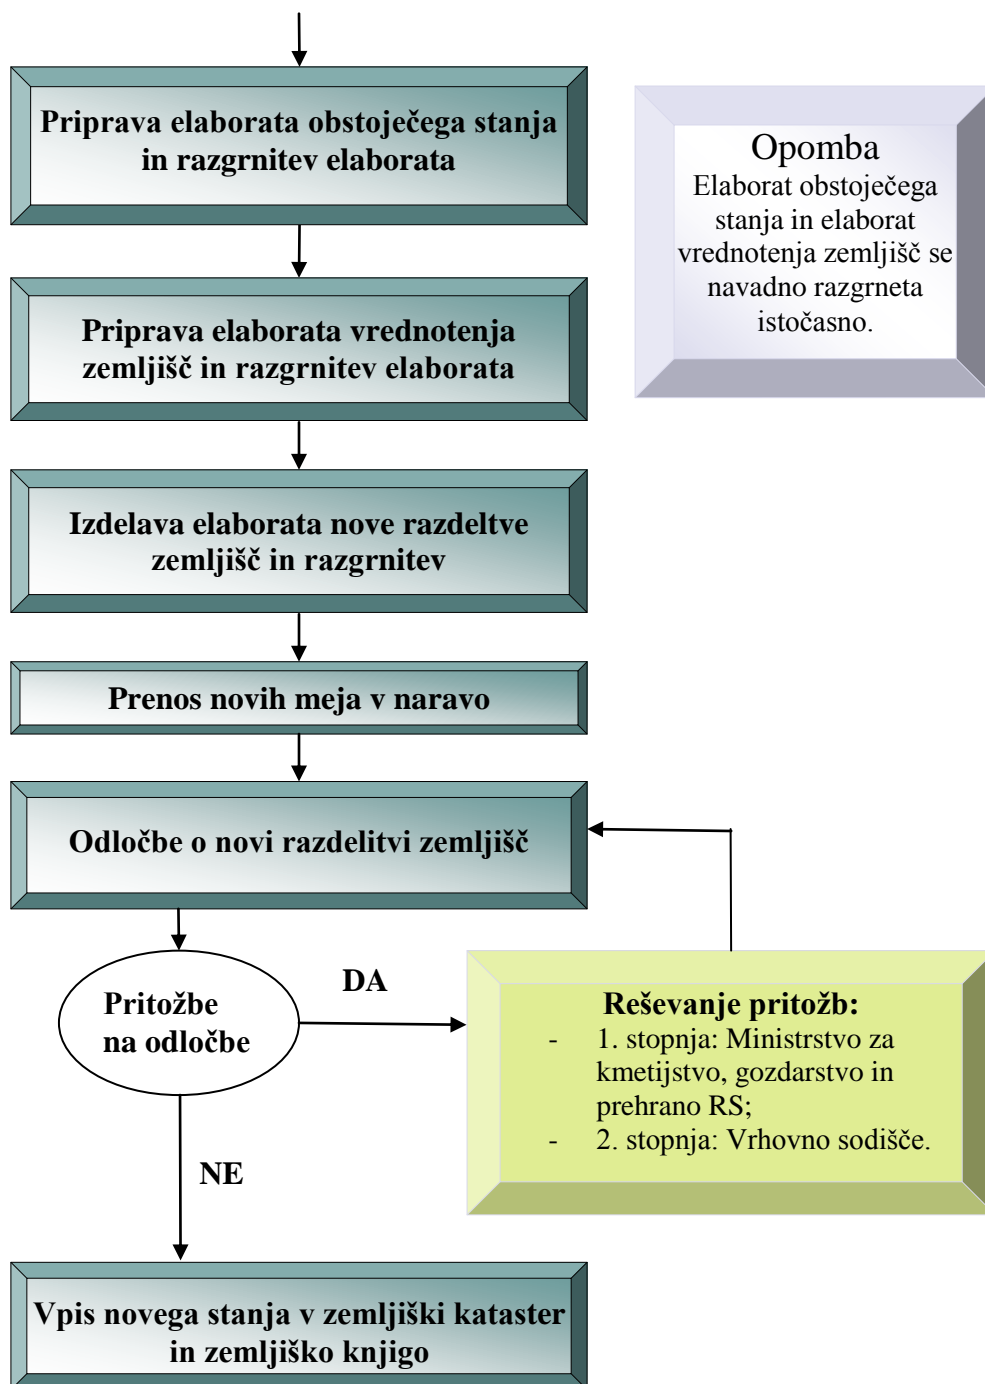 Priprava elaborata obstoječega stanja
in razgrnitev elaborata
Opomba
Elaborat obstoječega
stanja in elaborat
vrednotenja zemljišč se
navadno razgrneta
istočasno.
Priprava elaborata vrednotenja
zemljišč in razgrnitev elaborata
Izdelava elaborata nove razdeltve
zemljišč in razgrnitev
Prenos novih meja v naravo
Odločbe o novi razdelitvi zemljišč
Pritožbe
na odločbe
DA
Reševanje pritožb:
- 1. stopnja: Ministrstvo za
kmetijstvo, gozdarstvo in
prehrano RS;
- 2. stopnja: Vrhovno sodišče.
NE
Vpis novega stanja v zemljiški kataster
in zemljiško knjigo